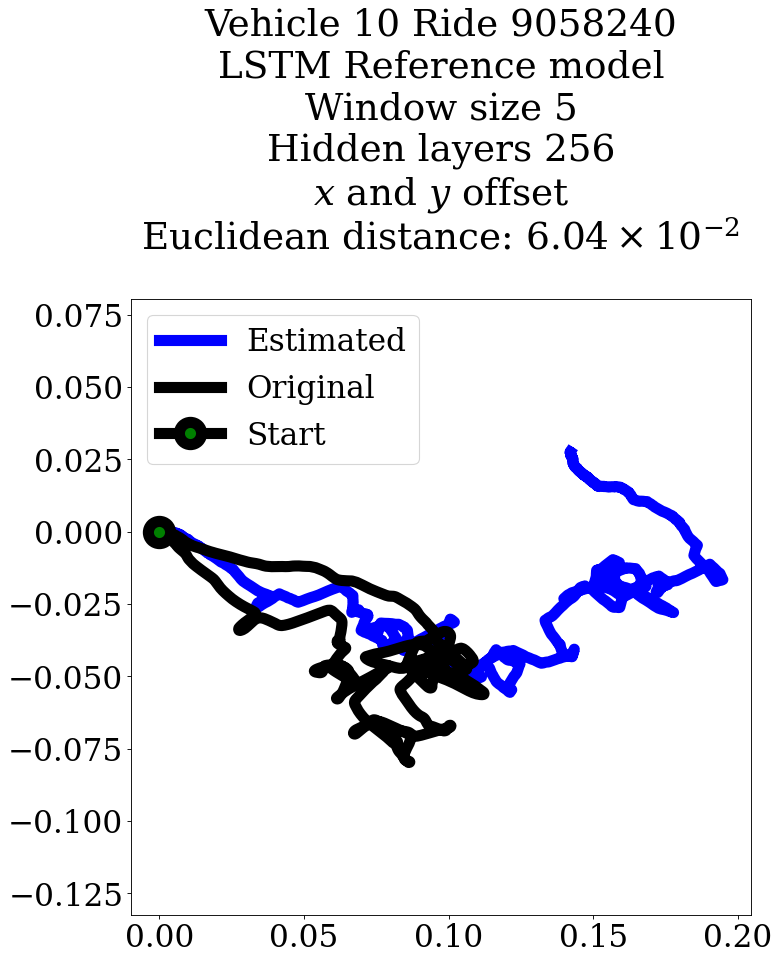 Vehicle 10 Ride 9058240
LSTM Reference model
Window size 5
Hidden layers 256
x and y offset
Euclidean distance: 6.04 × 10⁻²
Estimated
Original
Start
0.075
0.050
0.025
0.000
−0.025
−0.050
−0.075
−0.100
−0.125
0.00 0.05 0.10 0.15 0.20